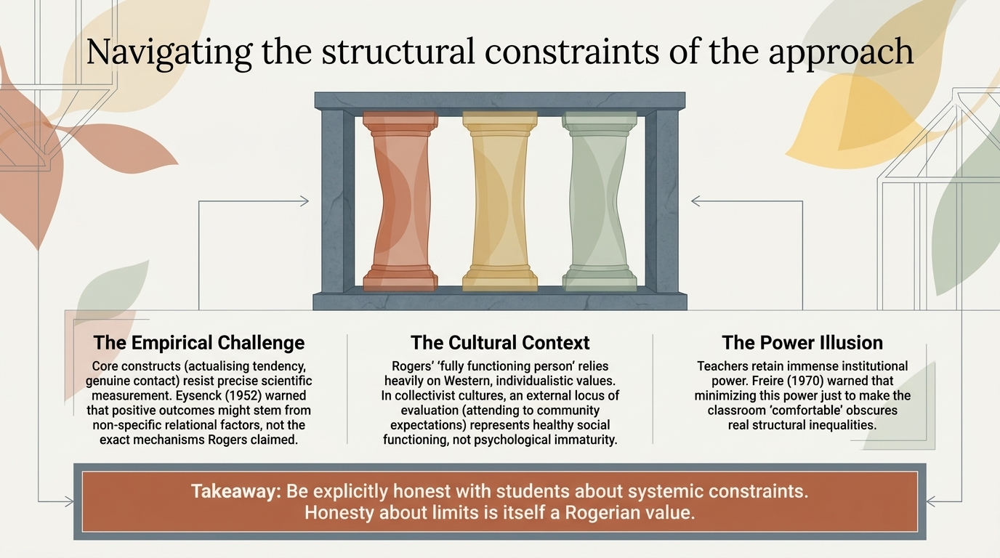 Navigating the structural constraints of the approach
The Empirical Challenge
Core constructs (actualising tendency,
genuine contact) resist precise scientific
measurement. Eysenck (1952) warned
that positive outcomes might stem from
non-specific relational factors, not the
exact mechanisms Rogers claimed.
The Cultural Context
Rogers’ ‘fully functioning person’ relies
heavily on Western, individualistic values.
In collectivist cultures, an external locus of
evaluation (attending to community
expectations) represents healthy social
functioning, not psychological immaturity.
The Power Illusion
Teachers retain immense institutional
power. Freire (1970) warned that
minimizing this power just to make the
classroom ‘comfortable’ obscures
real structural inequalities.
Takeaway: Be explicitly honest with students about systemic constraints.
Honesty about limits is itself a Rogerian value.